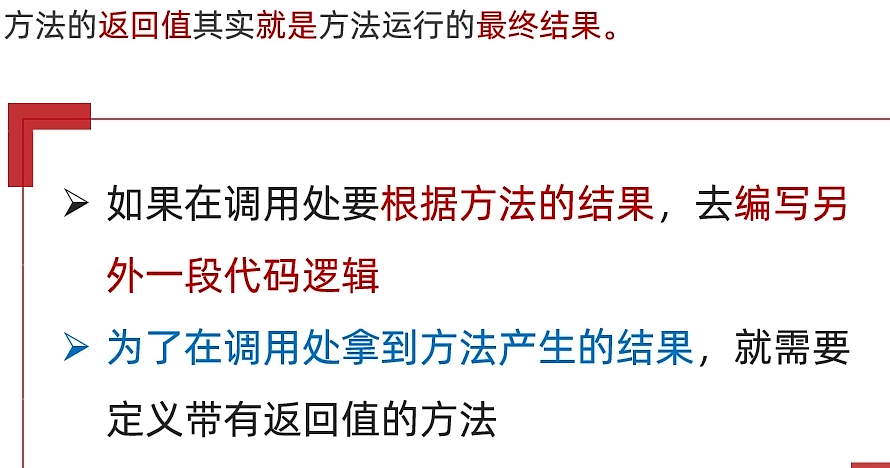 方法的返回值其实就是方法运行的最终结果。
如果在调用处要根据方法的结果，去编写另
外一段代码逻辑
为了在调用处拿到方法产生的结果，就需要
定义带有返回值的方法